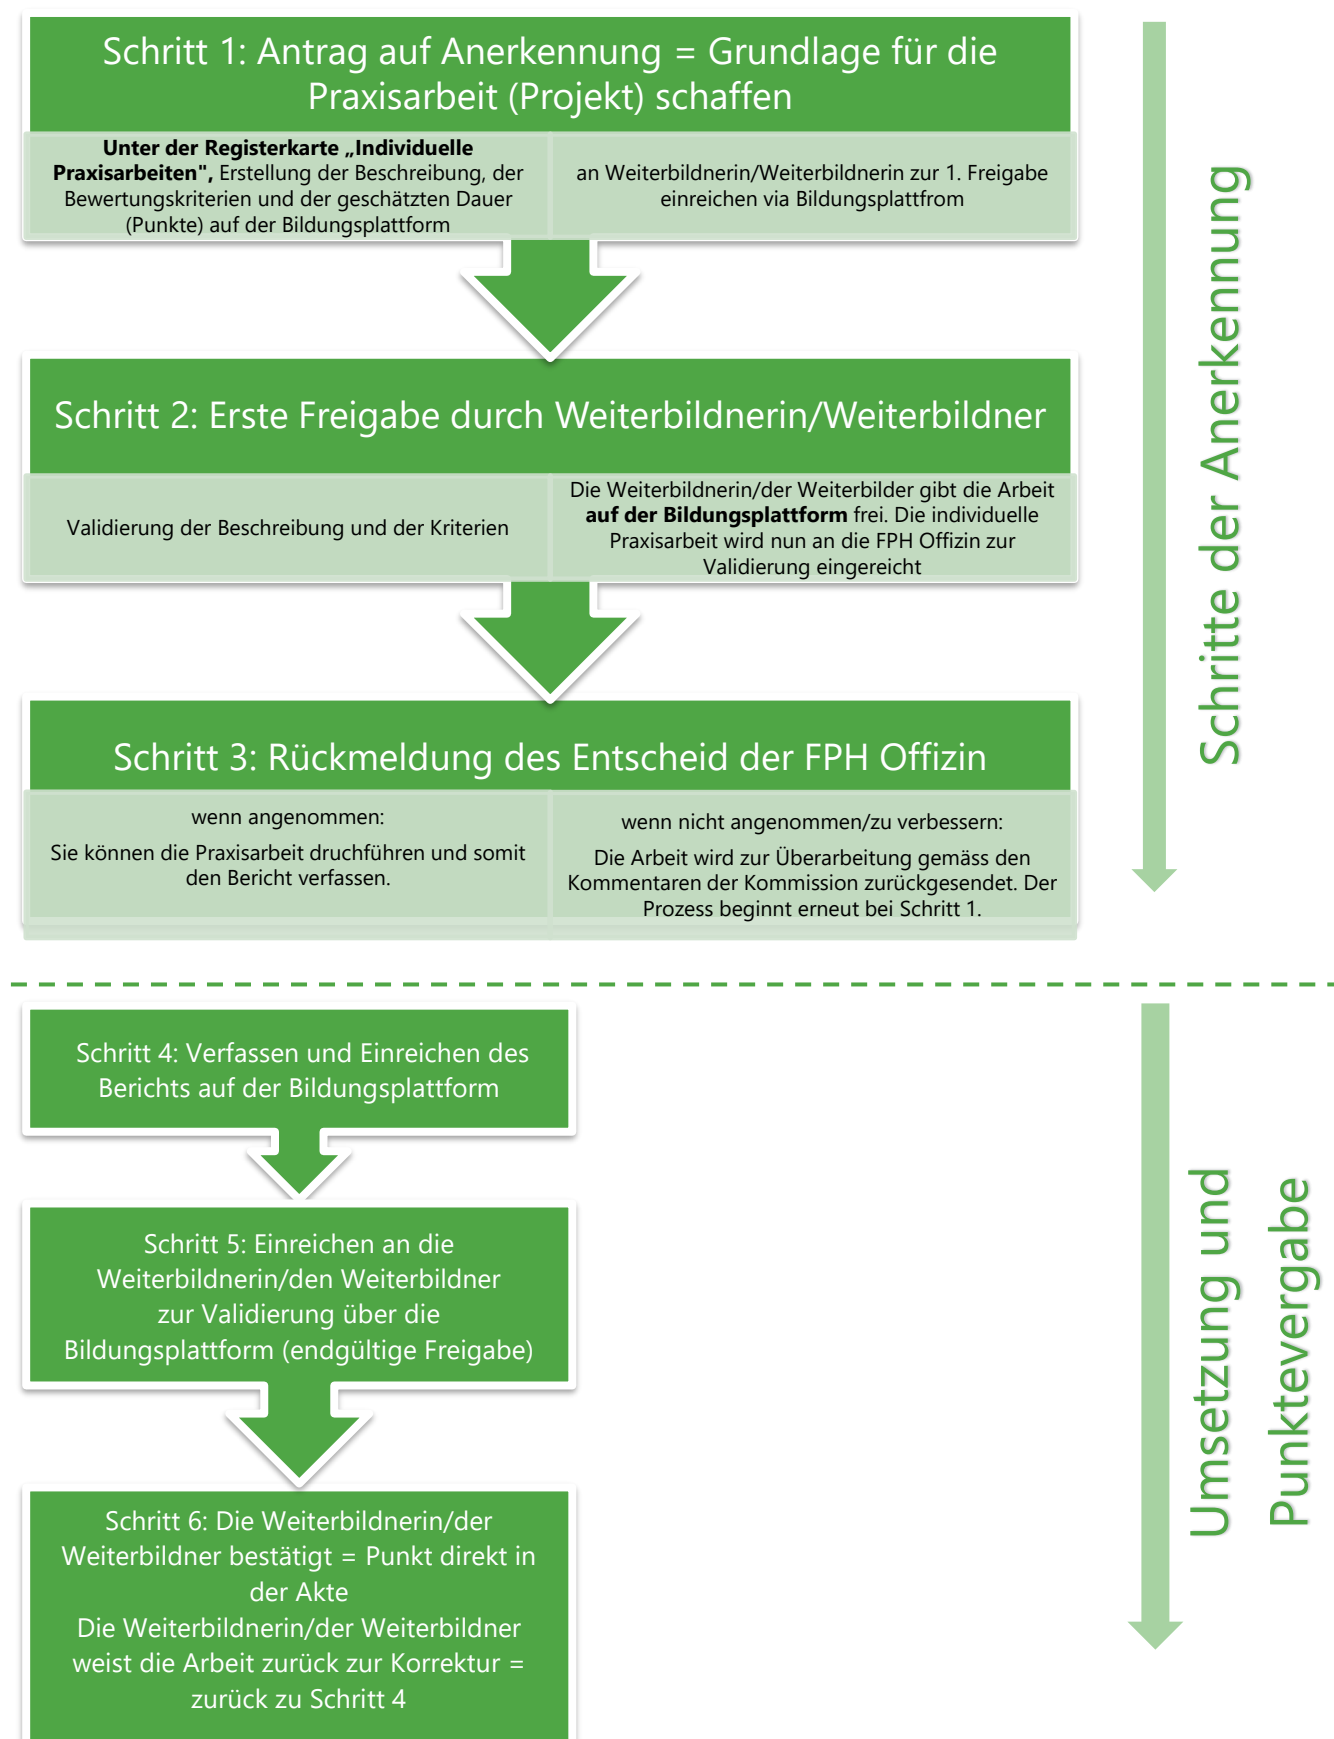 Schritt 1: Antrag auf Anerkennung = Grundlage für die
Praxisarbeit (Projekt) schaffen
Unter der Registerkarte „Individuelle
Praxisarbeiten", Erstellung der Beschreibung, der
Bewertungskriterien und der geschätzten Dauer
(Punkte) auf der Bildungsplattform
an Weiterbildnerin/Weiterbildnerin zur 1. Freigabe
einreichen via Bildungsplattfrom
Schritt 2: Erste Freigabe durch Weiterbildnerin/Weiterbildner
Validierung der Beschreibung und der Kriterien
Die Weiterbildnerin/der Weiterbilder gibt die Arbeit
auf der Bildungsplattform frei. Die individuelle
Praxisarbeit wird nun an die FPH Offizin zur
Validierung eingereicht
Schritt 3: Rückmeldung des Entscheid der FPH Offizin
wenn angenommen:
Sie können die Praxisarbeit druchführen und somit
den Bericht verfassen.
wenn nicht angenommen/zu verbessern:
Die Arbeit wird zur Überarbeitung gemäss den
Kommentaren der Kommission zurückgesendet. Der
Prozess beginnt erneut bei Schritt 1.
Schritte der Anerkennung
Schritt 4: Verfassen und Einreichen des
Berichts auf der Bildungsplattform
Schritt 5: Einreichen an die
Weiterbildnerin/den Weiterbildner
zur Validierung über die
Bildungsplattform (endgültige Freigabe)
Schritt 6: Die Weiterbildnerin/der
Weiterbildner bestätigt = Punkt direkt in
der Akte
Die Weiterbildnerin/der Weiterbildner
weist die Arbeit zurück zur Korrektur =
zurück zu Schritt 4
Umsetzung und
Punktevergabe